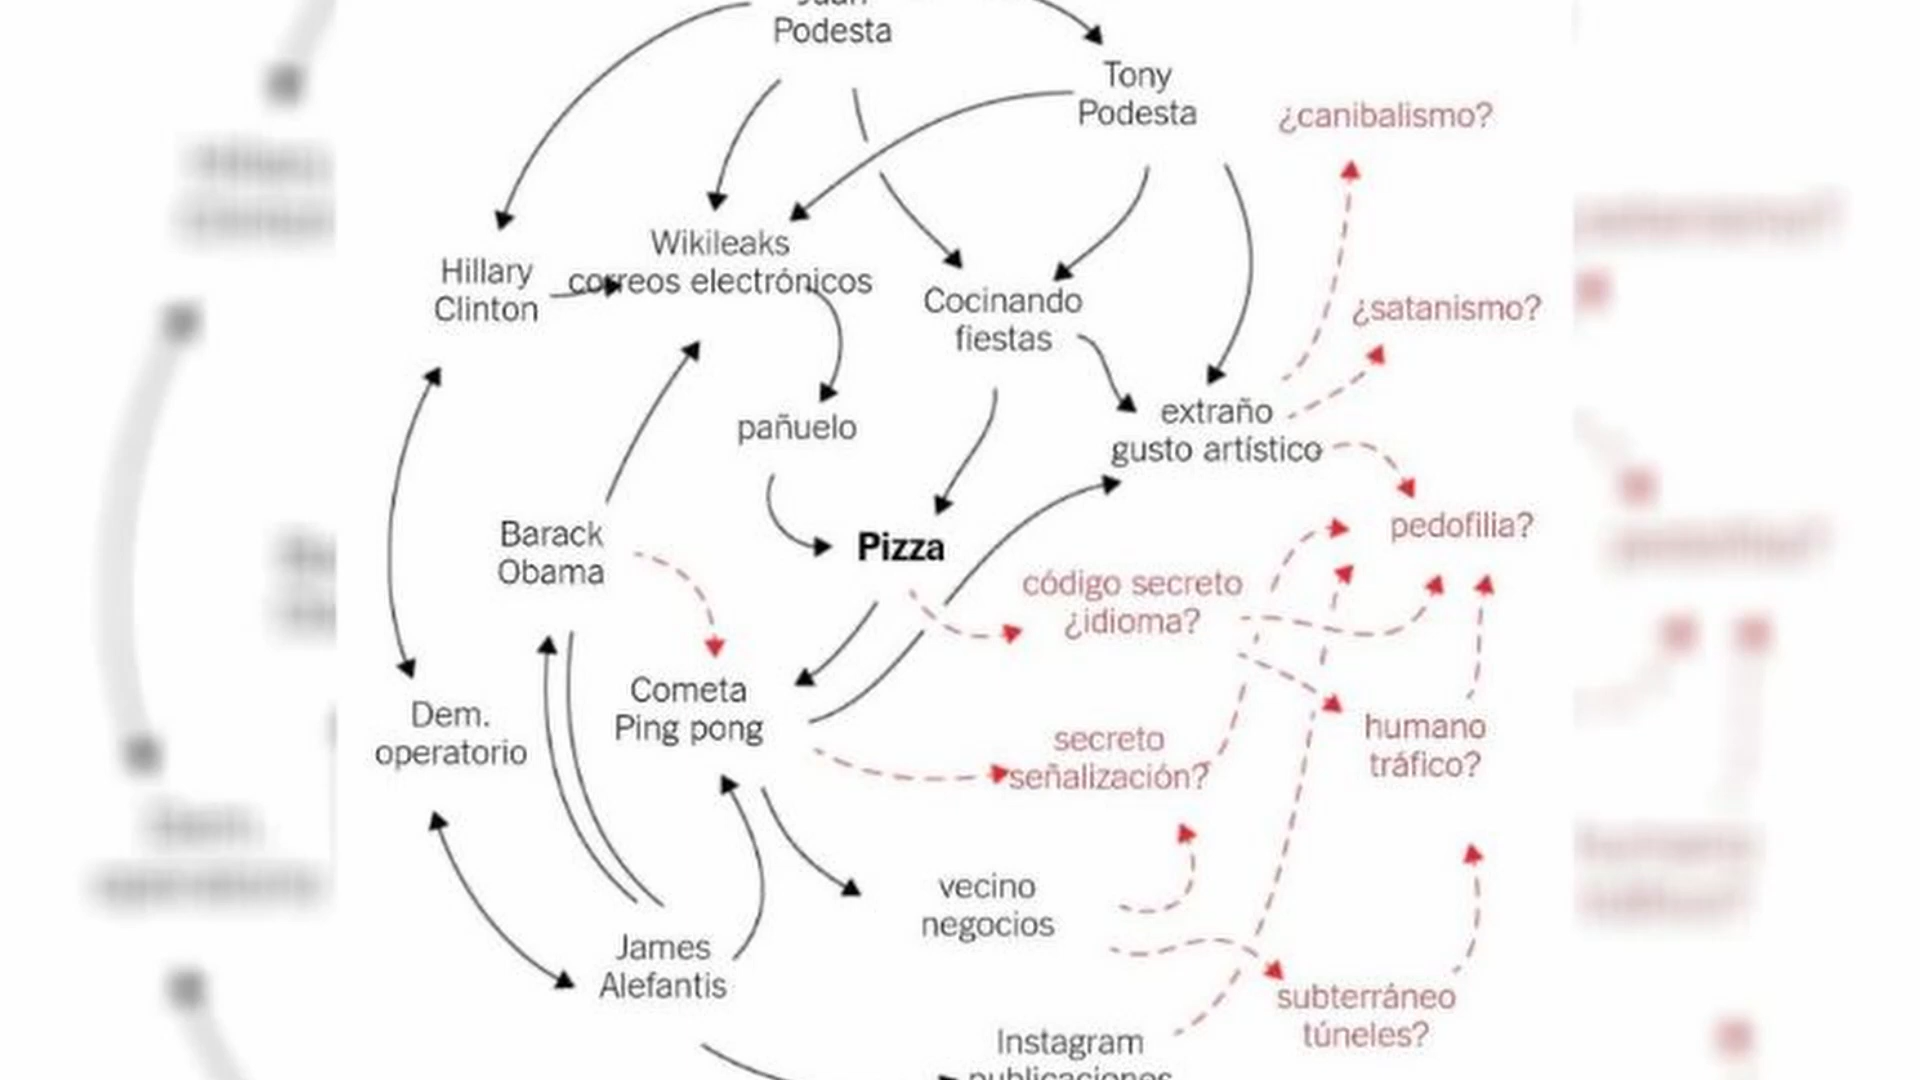 Podesta
Tony
Podesta
¿canibalismo?
Wikileaks
correos electrónicos
Hillary
Clinton
Cocinando
fiestas
¿satanismo?
pañuelo
extraño
gusto artístico
Barack
Obama
Pizza
pedofilia?
código secreto
¿idioma?
Cometa
Ping pong
Dem.
operatorio
secreto
señalización?
humano
tráfico?
vecino
negocios
James
Alefantis
subterráneo
túneles?
Instagram
publicaciones